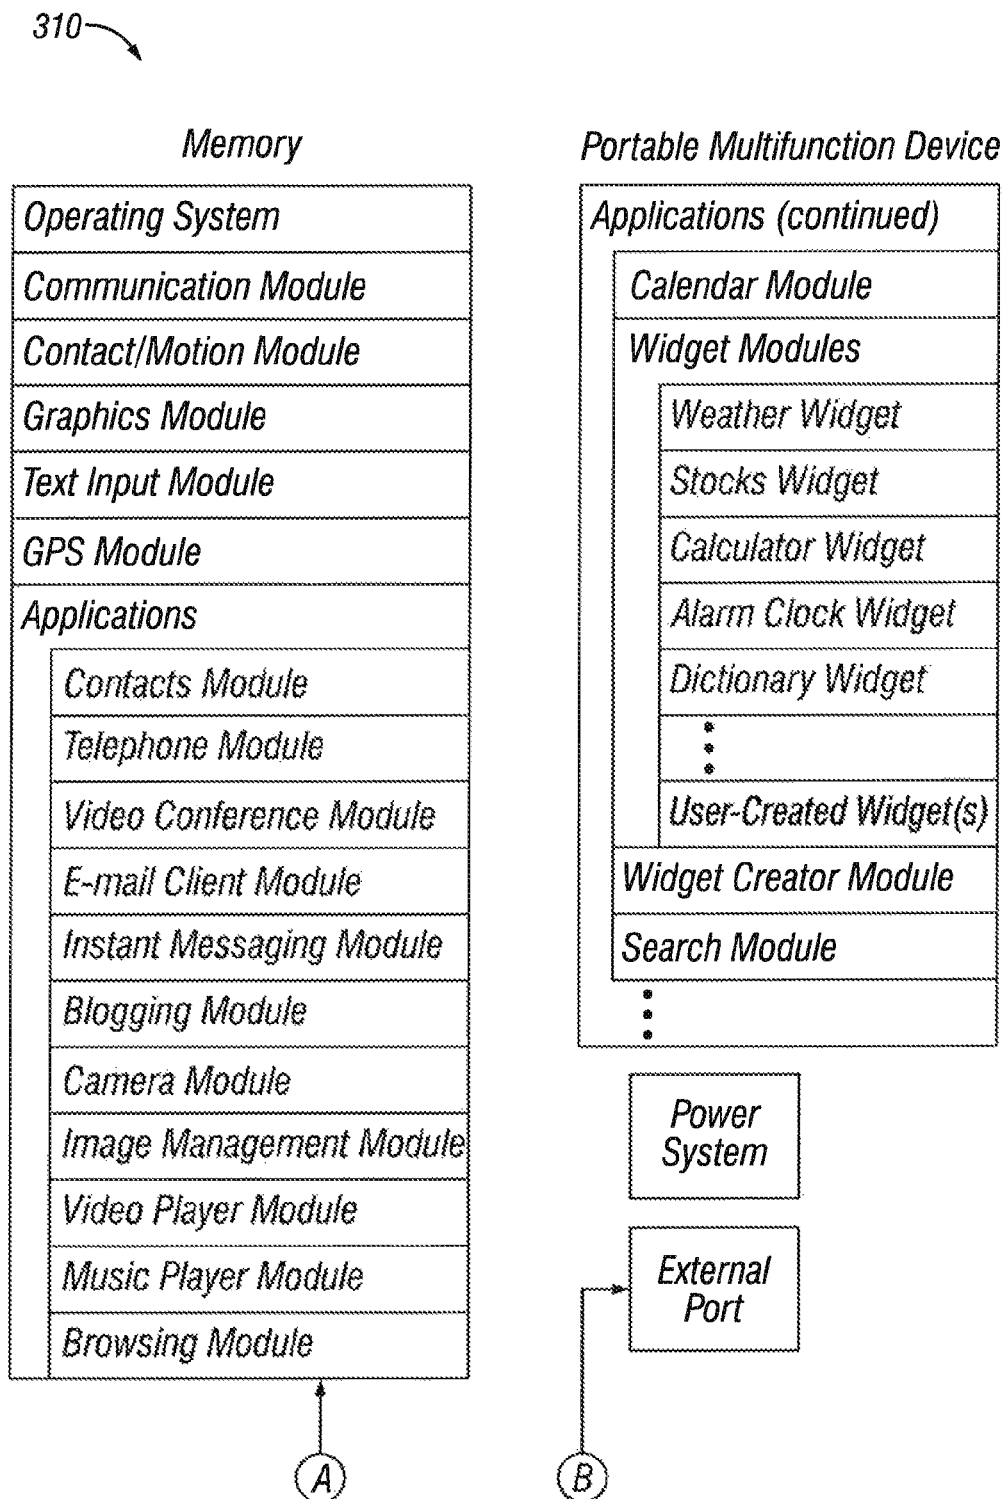 310
Memory
Operating System
Communication Module
Contact/Motion Module
Graphics Module
Text Input Module
GPS Module
Applications
Contacts Module
Telephone Module
Video Conference Module
E-mail Client Module
Instant Messaging Module
Blogging Module
Camera Module
Image Management Module
Video Player Module
Music Player Module
Browsing Module
A
Portable Multifunction Device
Applications (continued)
Calendar Module
Widget Modules
Weather Widget
Stocks Widget
Calculator Widget
Alarm Clock Widget
Dictionary Widget
User-Created Widget(s)
Widget Creator Module
Search Module
Power
System
External
Port
B